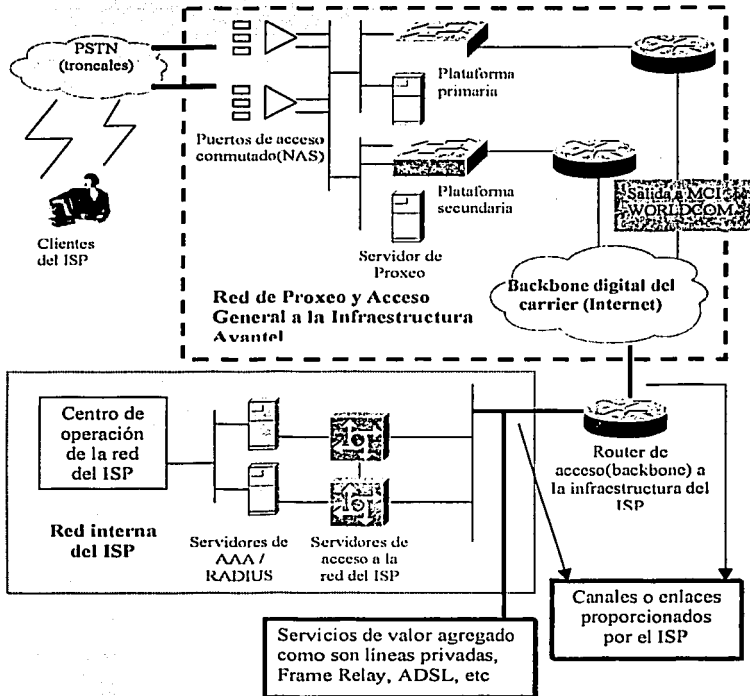 PSTN
(troncales)
Clientes
del ISP
Puertos de acceso
conmutado(NAS)
Plataforma
primaria
Plataforma
secundaria
Servidor de
Proxeo
Salida a MCI
WORLDCOM
Red de Proxeo y Acceso
General a la Infraestructura
Avantel
Backbone digital del
carrier (Internet)
Centro de
operación
de la red
del ISP
Red interna
del ISP
Servidores de
AAA /
RADIUS
Servidores de
acceso a la
red del ISP
Router de
acceso(backbone) a
la infraestructura del
ISP
Servicios de valor agregado
como son líneas privadas,
Frame Relay, ADSL, etc
Canales o enlaces
proporcionados
por el ISP